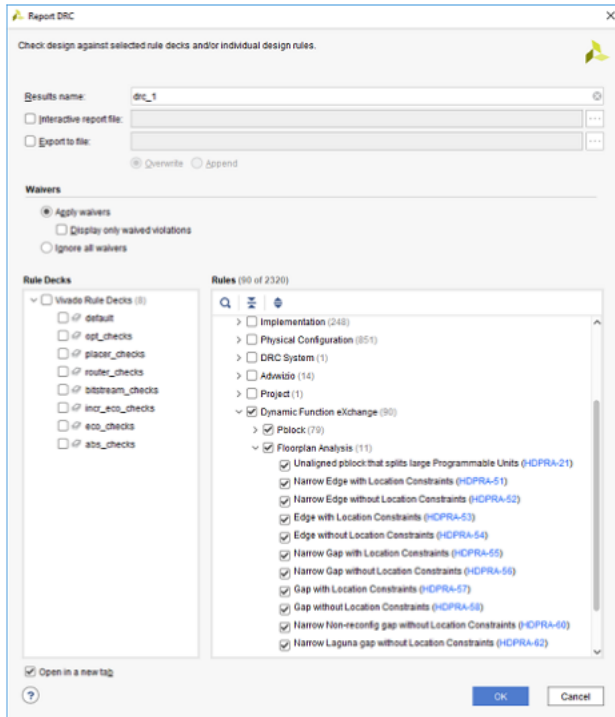 Report DRC
Check design against selected rule decks and/or individual design rules.
Results name: drc_1
Interactive report file:
Export to file:
Overwrite Append
Waivers
Apply waivers
Display only waived violations
Ignore all waivers
Rule Decks
Vivado Rule Decks (8)
default
opt_checks
placer_checks
router_checks
bitstream_checks
incr_eco_checks
eco_checks
abs_checks
Rules (90 of 2320)
Implementation (248)
Physical Configuration (851)
DRC System (1)
Advwizio (14)
Project (1)
Dynamic Function eXchange (90)
Pblock (79)
Floorplan Analysis (11)
Unaligned pblock that splits large Programmable Units (HDPRA-21)
Narrow Edge with Location Constraints (HDPRA-51)
Narrow Edge without Location Constraints (HDPRA-52)
Edge with Location Constraints (HDPRA-53)
Edge without Location Constraints (HDPRA-54)
Narrow Gap with Location Constraints (HDPRA-55)
Narrow Gap without Location Constraints (HDPRA-56)
Gap with Location Constraints (HDPRA-57)
Gap without Location Constraints (HDPRA-58)
Narrow Non-reconfig gap without Location Constraints (HDPRA-60)
Narrow Laguna gap without Location Constraints (HDPRA-62)
Open in a new tab
? OK Cancel